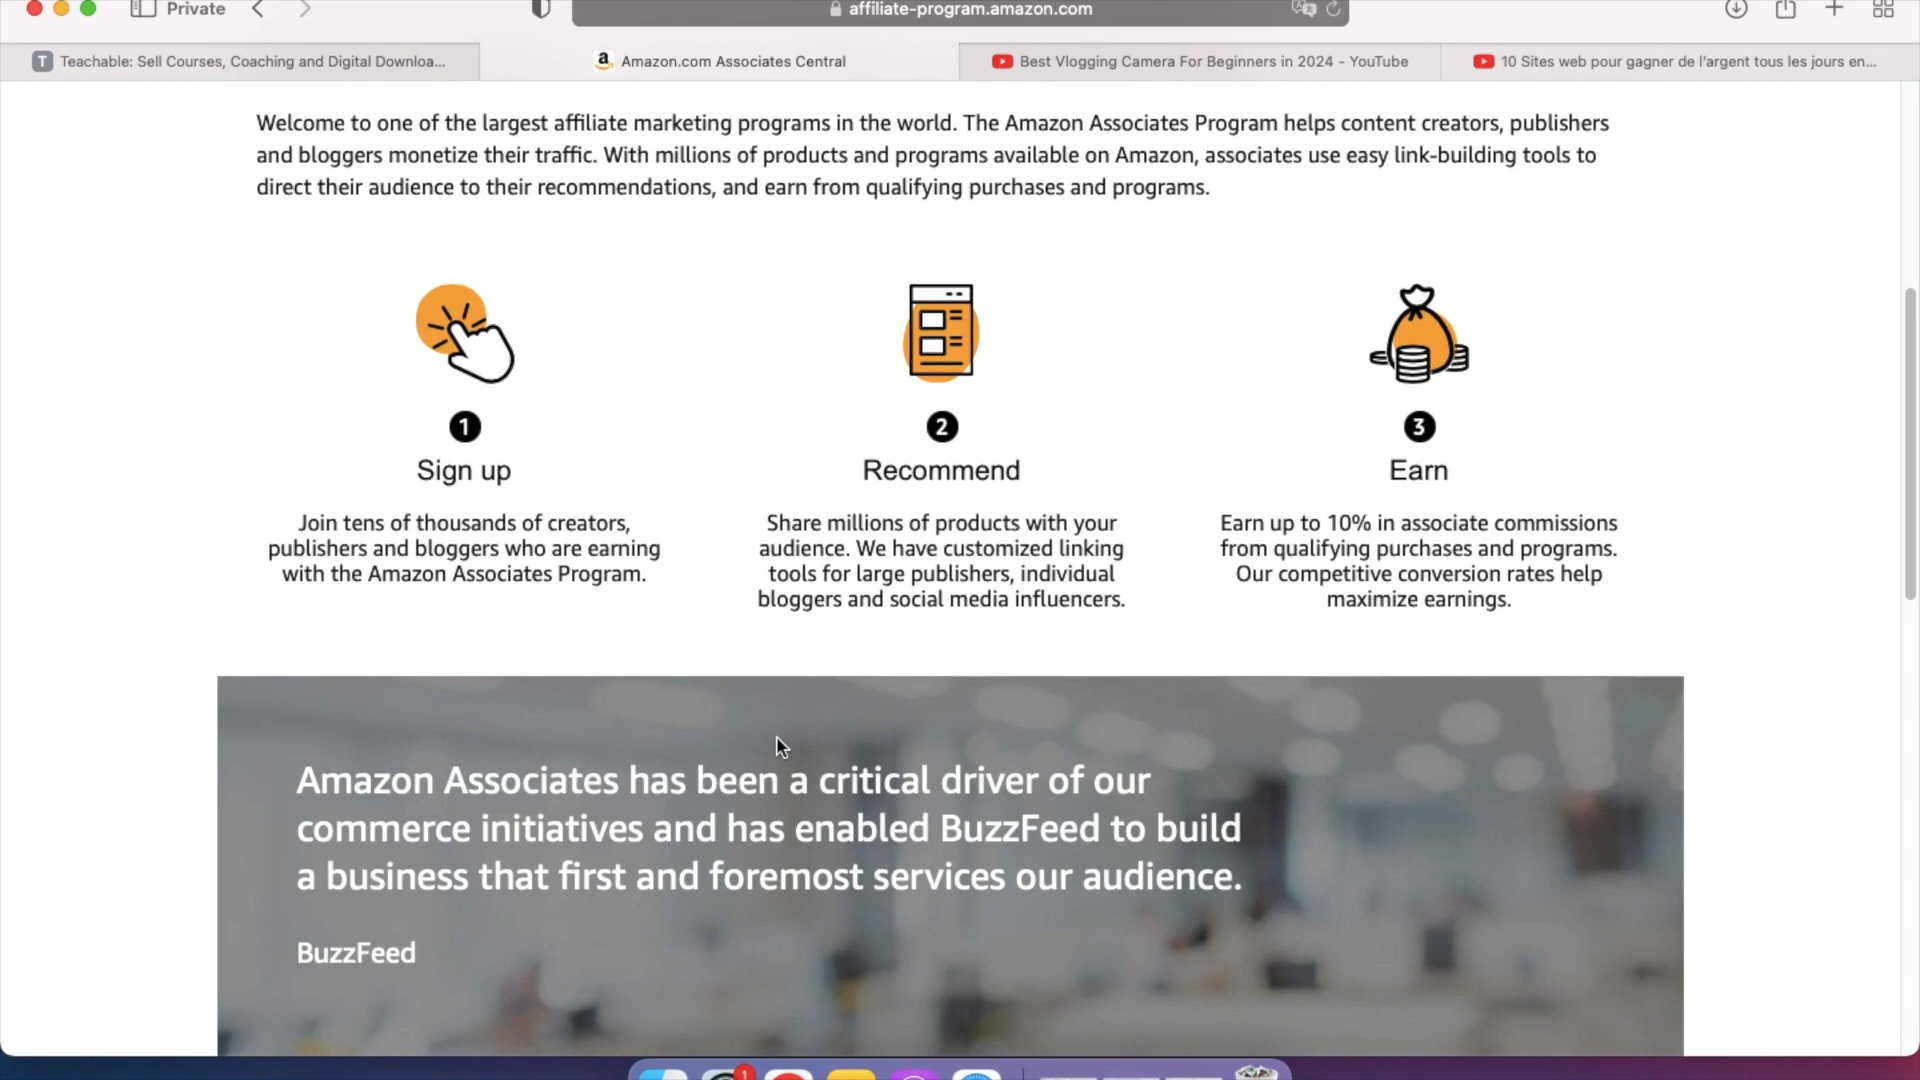 Private
affiliate-program.amazon.com
T Teachable: Sell Courses, Coaching and Digital Downloa...
a Amazon.com Associates Central
Best Vlogging Camera For Beginners in 2024 - YouTube
10 Sites web pour gagner de l'argent tous les jours en...
Welcome to one of the largest affiliate marketing programs in the world. The Amazon Associates Program helps content creators, publishers
and bloggers monetize their traffic. With millions of products and programs available on Amazon, associates use easy link-building tools to
direct their audience to their recommendations, and earn from qualifying purchases and programs.
1
Sign up
Join tens of thousands of creators,
publishers and bloggers who are earning
with the Amazon Associates Program.
2
Recommend
Share millions of products with your
audience. We have customized linking
tools for large publishers, individual
bloggers and social media influencers.
3
Earn
Earn up to 10% in associate commissions
from qualifying purchases and programs.
Our competitive conversion rates help
maximize earnings.
Amazon Associates has been a critical driver of our
commerce initiatives and has enabled BuzzFeed to build
a business that first and foremost services our audience.
BuzzFeed
1